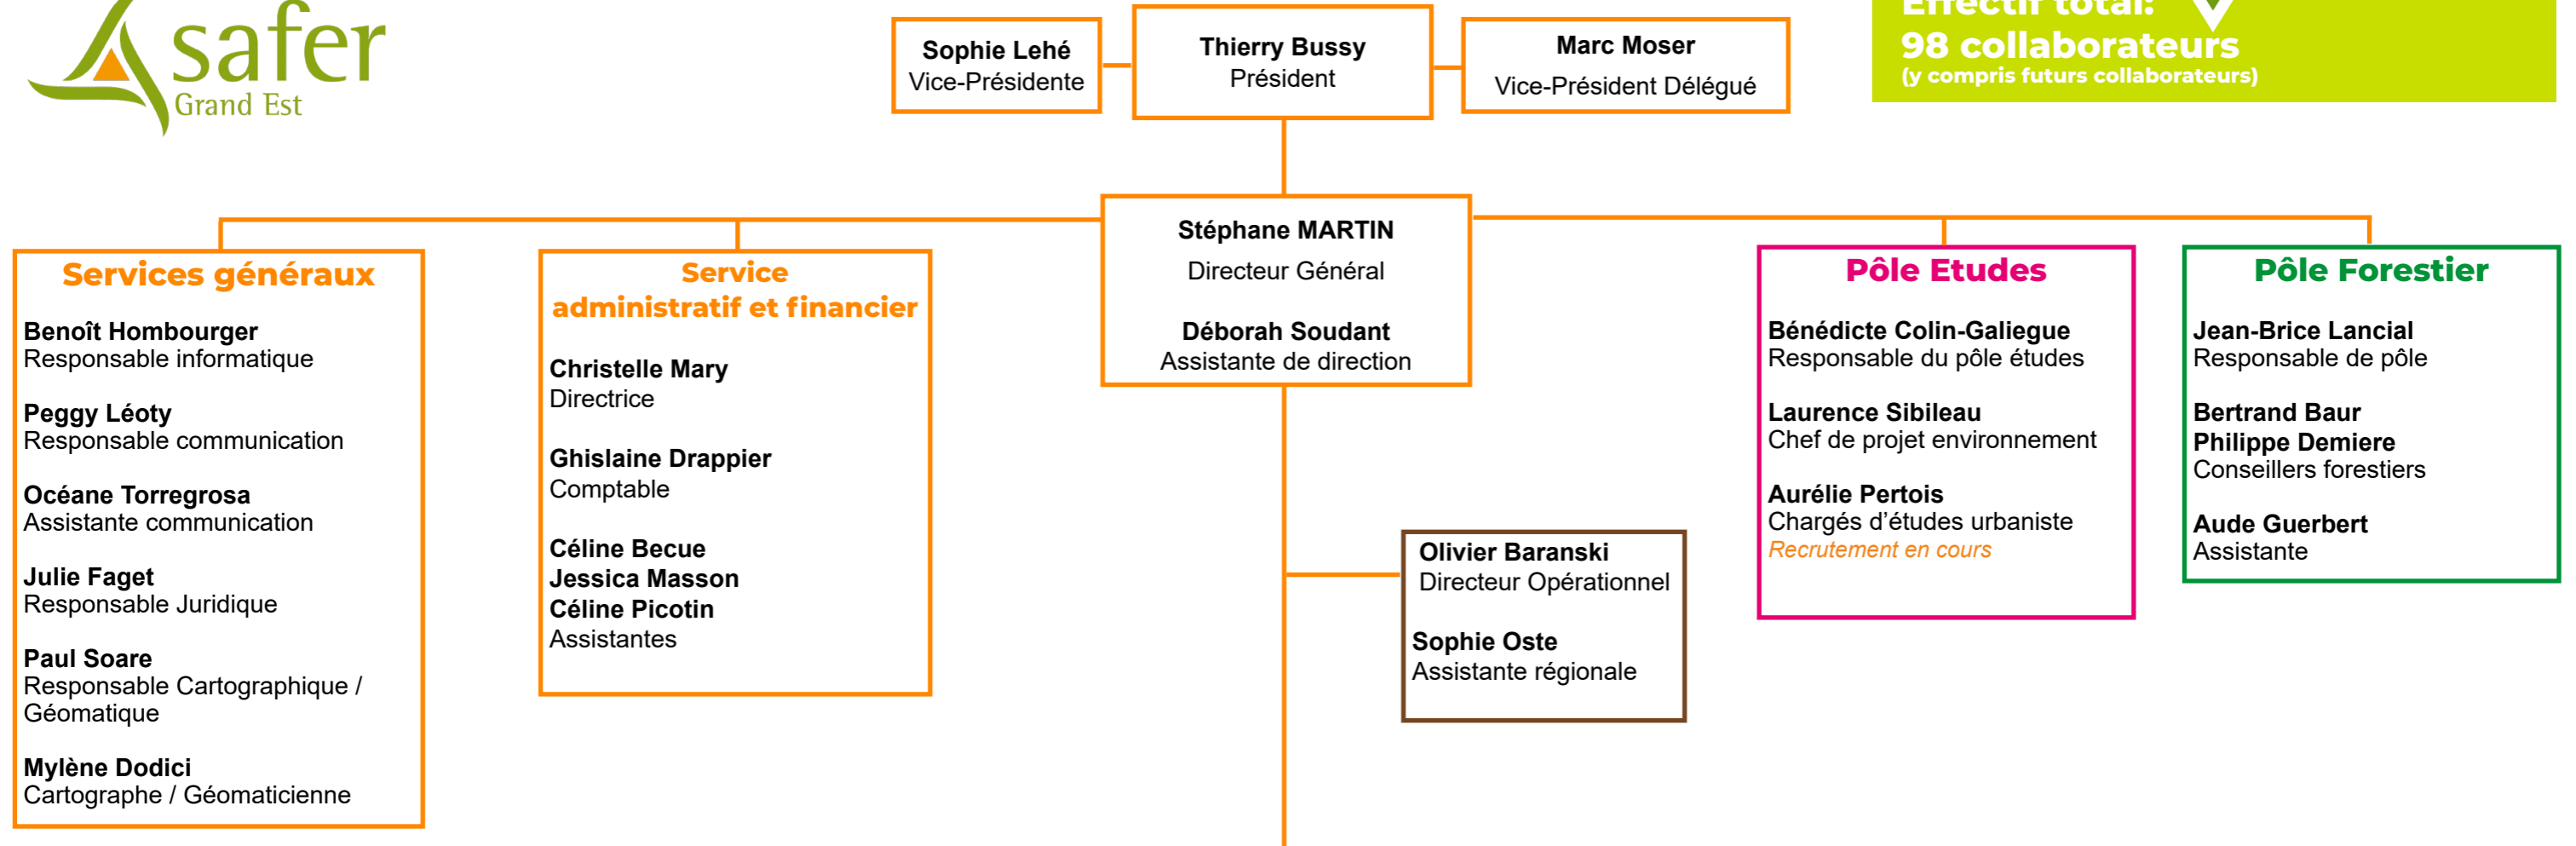 safer
Grand Est
Sophie Lehé
Vice-Présidente
Thierry Bussy
Président
Marc Moser
Vice-Président Délégué
Effectif total:
98 collaborateurs
(y compris futurs collaborateurs)
Stéphane MARTIN
Directeur Général
Déborah Soudant
Assistante de direction
Services généraux
Benoît Hombourger
Responsable informatique
Peggy Léoty
Responsable communication
Océane Torregrosa
Assistante communication
Julie Faget
Responsable Juridique
Paul Soare
Responsable Cartographique /
Géomatique
Mylène Dodici
Cartographe / Géomaticienne
Service
administratif et financier
Christelle Mary
Directrice
Ghislaine Drappier
Comptable
Céline Becue
Jessica Masson
Céline Picotin
Assistantes
Olivier Baranski
Directeur Opérationnel
Sophie Oste
Assistante régionale
Pôle Etudes
Bénédicte Colin-Galiegue
Responsable du pôle études
Laurence Sibileau
Chef de projet environnement
Aurélie Pertois
Chargés d'études urbaniste
Recrutement en cours
Pôle Forestier
Jean-Brice Lancial
Responsable de pôle
Bertrand Baur
Philippe Demiere
Conseillers forestiers
Aude Guerbert
Assistante